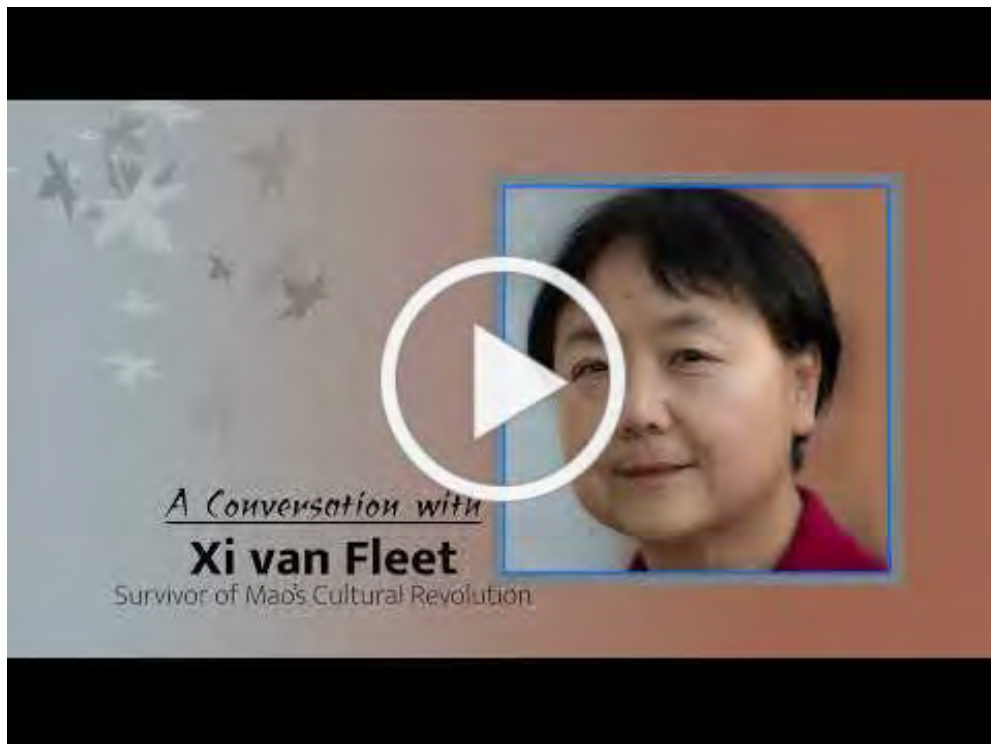 A Conversation with
Xi van Fleet
Survivor of Mao's Cultural Revolution